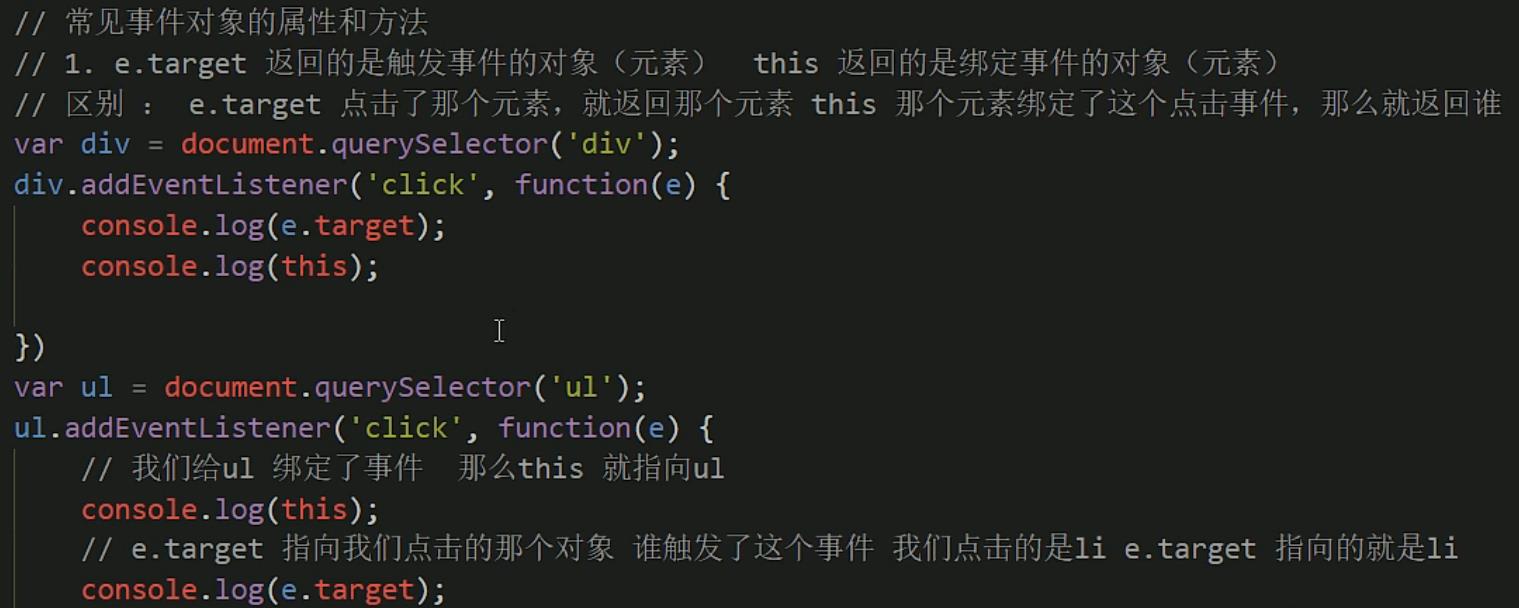 // 常见事件对象的属性和方法
// 1. e.target 返回的是触发事件的对象（元素）  this 返回的是绑定事件的对象（元素）
// 区别 ： e.target 点击了那个元素，就返回那个元素 this 那个元素绑定了这个点击事件，那么就返回谁
var div = document.querySelector('div');
div.addEventListener('click', function(e) {
    console.log(e.target);
    console.log(this);
})
var ul = document.querySelector('ul');
ul.addEventListener('click', function(e) {
    // 我们给ul 绑定了事件  那么this 就指向ul
    console.log(this);
    // e.target 指向我们点击的那个对象 谁触发了这个事件 我们点击的是li e.target 指向的就是li
    console.log(e.target);